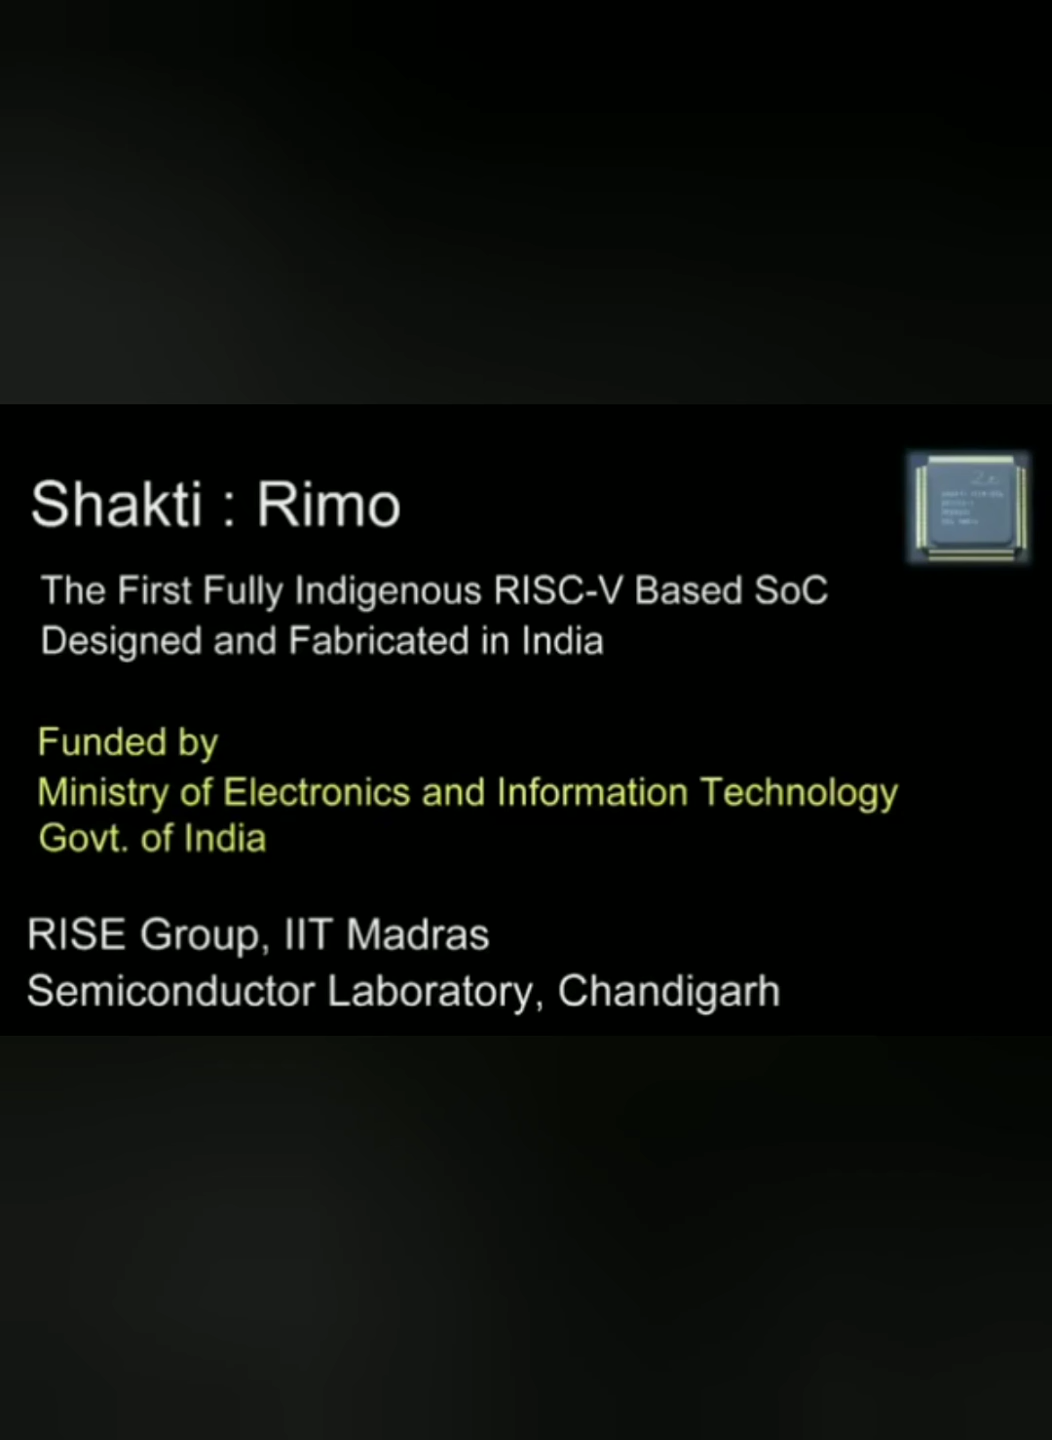 Shakti : Rimo
The First Fully Indigenous RISC-V Based SoC
Designed and Fabricated in India
Funded by
Ministry of Electronics and Information Technology
Govt. of India
RISE Group, IIT Madras
Semiconductor Laboratory, Chandigarh